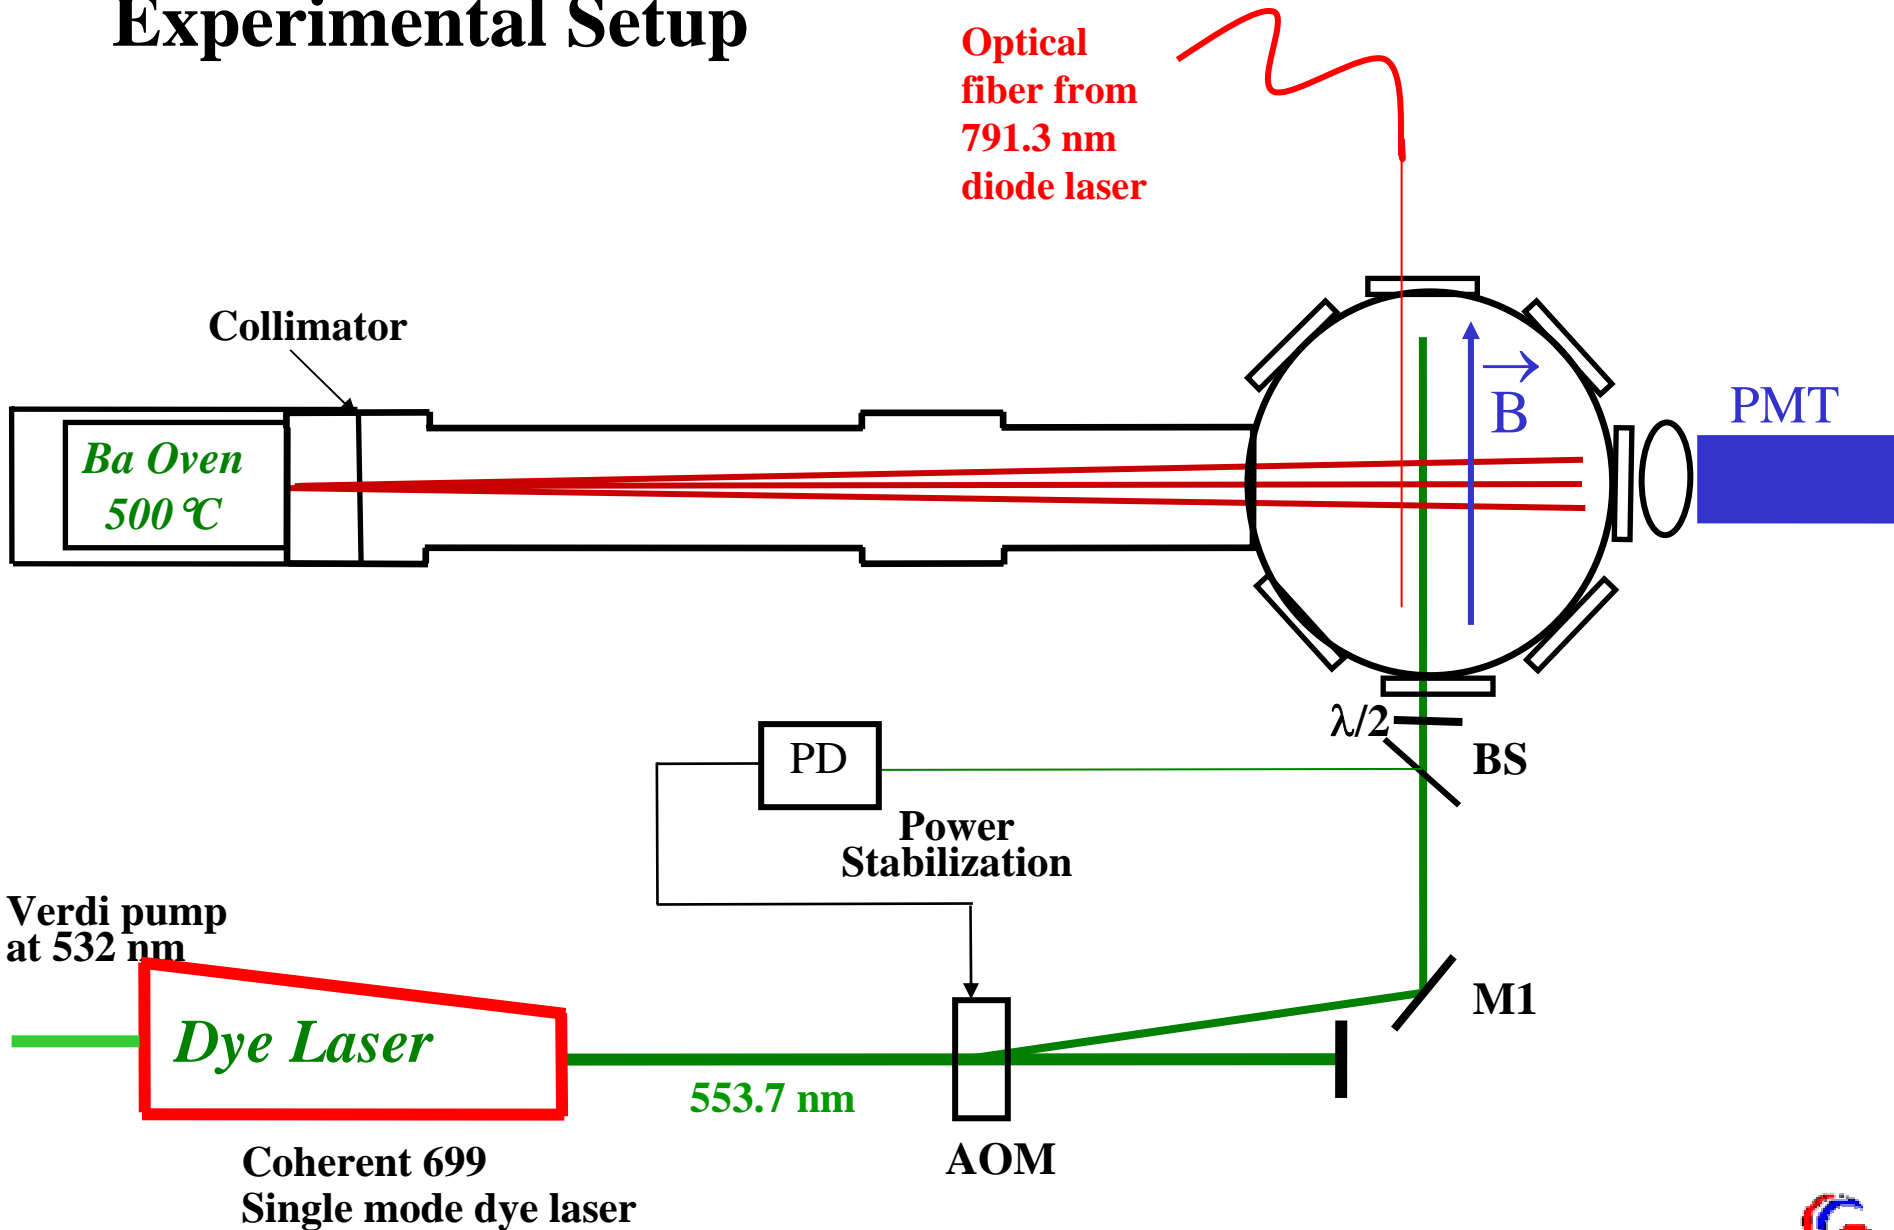 Experimental Setup
Optical
fiber from
791.3 nm
diode laser
Collimator
Ba Oven
500 °C
B
PMT
λ/2
BS
PD
Power
Stabilization
Verdi pump
at 532 nm
Dye Laser
M1
553.7 nm
AOM
Coherent 699
Single mode dye laser